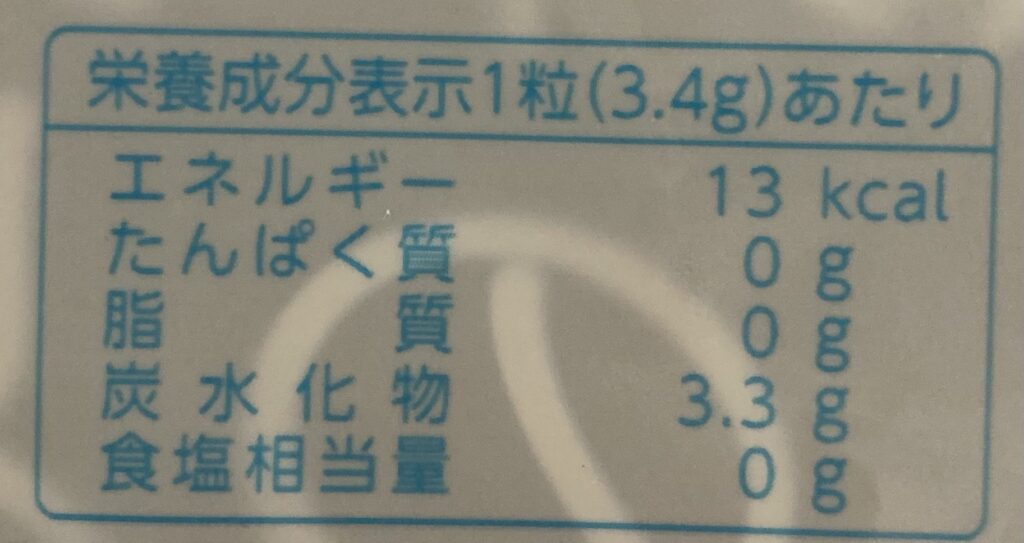 栄養成分表示1粒(3.4g)あたり
エネルギー 13 kcal
たんぱく質 0 g
脂質 0 g
炭水化物 3.3 g
食塩相当量 0 g